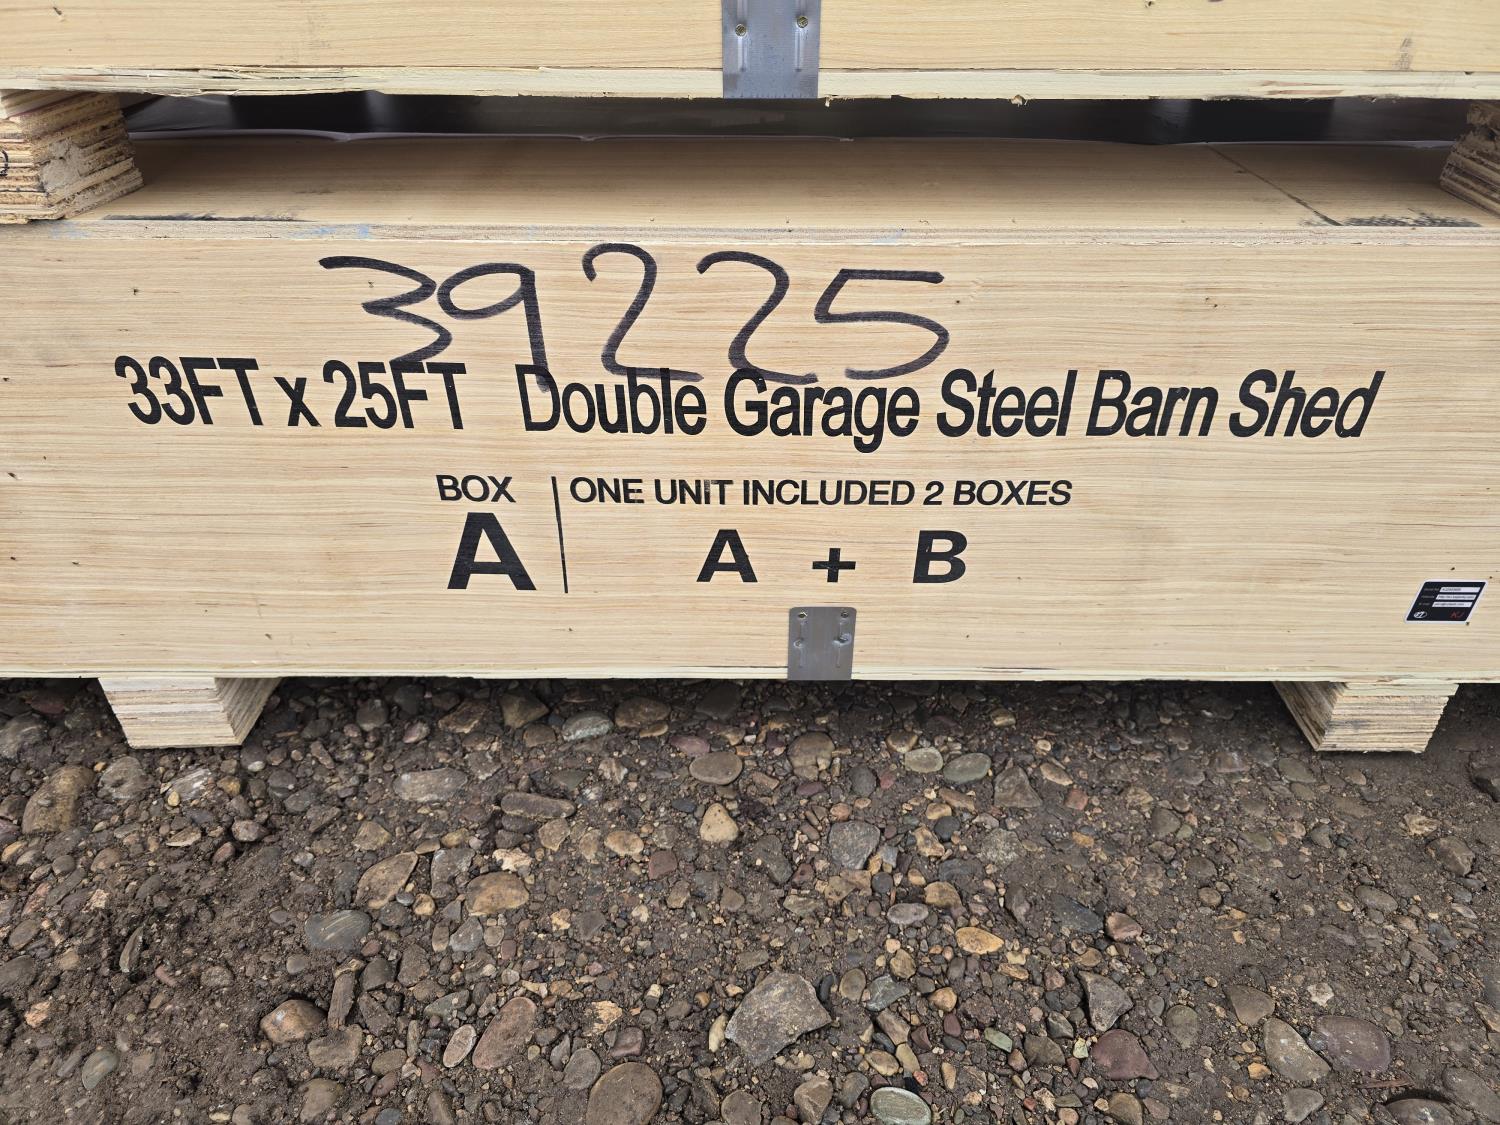 39225
33FT x 25FT Double Garage Steel Barn Shed
BOX
A
ONE UNIT INCLUDED 2 BOXES
A + B